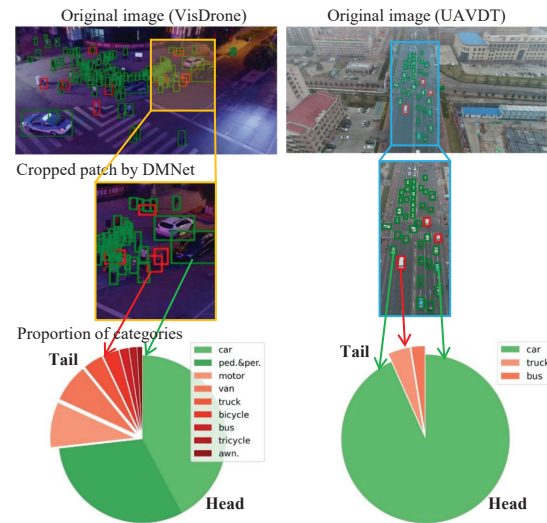 Original image (VisDrone)
Original image (UAVDT)
Cropped patch by DMNet
Proportion of categories
Tail
car
ped.&per.
motor
van
truck
bicycle
bus
tricycle
awn.
Head
Tail
car
truck
bus
Head